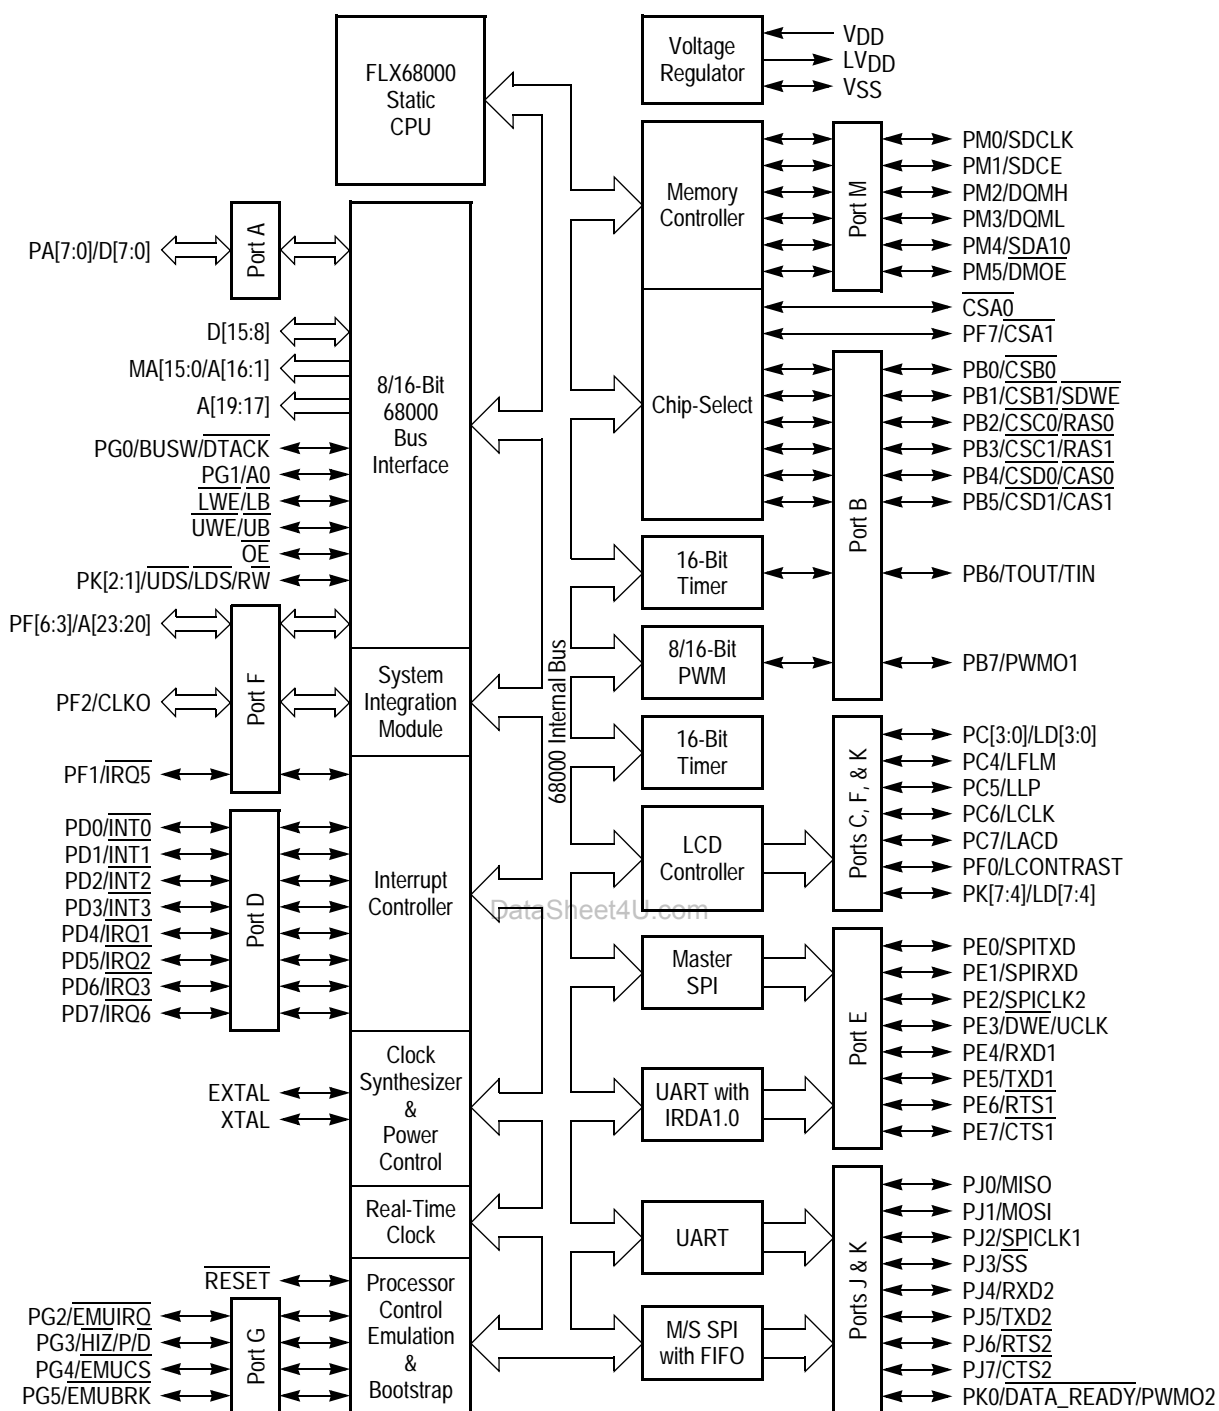 FLX68000
Static
CPU
Voltage
Regulator
VDD
LVDD
VSS
Memory
Controller
Port M
PM0/SDCLK
PM1/SDCE
PM2/DQMH
PM3/DQML
PM4/SDA10
PM5/DMOE
Chip-Select
CSA0
PF7/CSA1
Port B
PB0/CSB0
PB1/CSB1/SDWE
PB2/CSC0/RAS0
PB3/CSC1/RAS1
PB4/CSD0/CAS0
PB5/CSD1/CAS1
16-Bit
Timer
PB6/TOUT/TIN
8/16-Bit
PWM
PB7/PWMO1
16-Bit
Timer
LCD
Controller
Ports C, F, & K
PC[3:0]/LD[3:0]
PC4/LFLM
PC5/LLP
PC6/LCLK
PC7/LACD
PF0/LCONTRAST
PK[7:4]/LD[7:4]
Master
SPI
UART with
IRDA1.0
Port E
PE0/SPITXD
PE1/SPIRXD
PE2/SPICLK2
PE3/DWE/UCLK
PE4/RXD1
PE5/TXD1
PE6/RTS1
PE7/CTS1
UART
M/S SPI
with FIFO
Ports J & K
PJ0/MISO
PJ1/MOSI
PJ2/SPICLK1
PJ3/SS
PJ4/RXD2
PJ5/TXD2
PJ6/RTS2
PJ7/CTS2
PK0/DATA_READY/PWMO2
68000 Internal Bus
DataSheet4U.com
PA[7:0]/D[7:0]
Port A
D[15:8]
MA[15:0/A[16:1]
A[19:17]
PG0/BUSW/DTACK
PG1/A0
LWE/LB
UWE/UB
OE
PK[2:1]/UDS/LDS/RW
8/16-Bit
68000
Bus
Interface
PF[6:3]/A[23:20]
PF2/CLKO
PF1/IRQ5
Port F
System
Integration
Module
PD0/INT0
PD1/INT1
PD2/INT2
PD3/INT3
PD4/IRQ1
PD5/IRQ2
PD6/IRQ3
PD7/IRQ6
Port D
Interrupt
Controller
EXTAL
XTAL
Clock
Synthesizer
&
Power
Control
Real-Time
Clock
RESET
PG2/EMUIRQ
PG3/HIZ/P/D
PG4/EMUCS
PG5/EMUBRK
Port G
Processor
Control
Emulation
&
Bootstrap